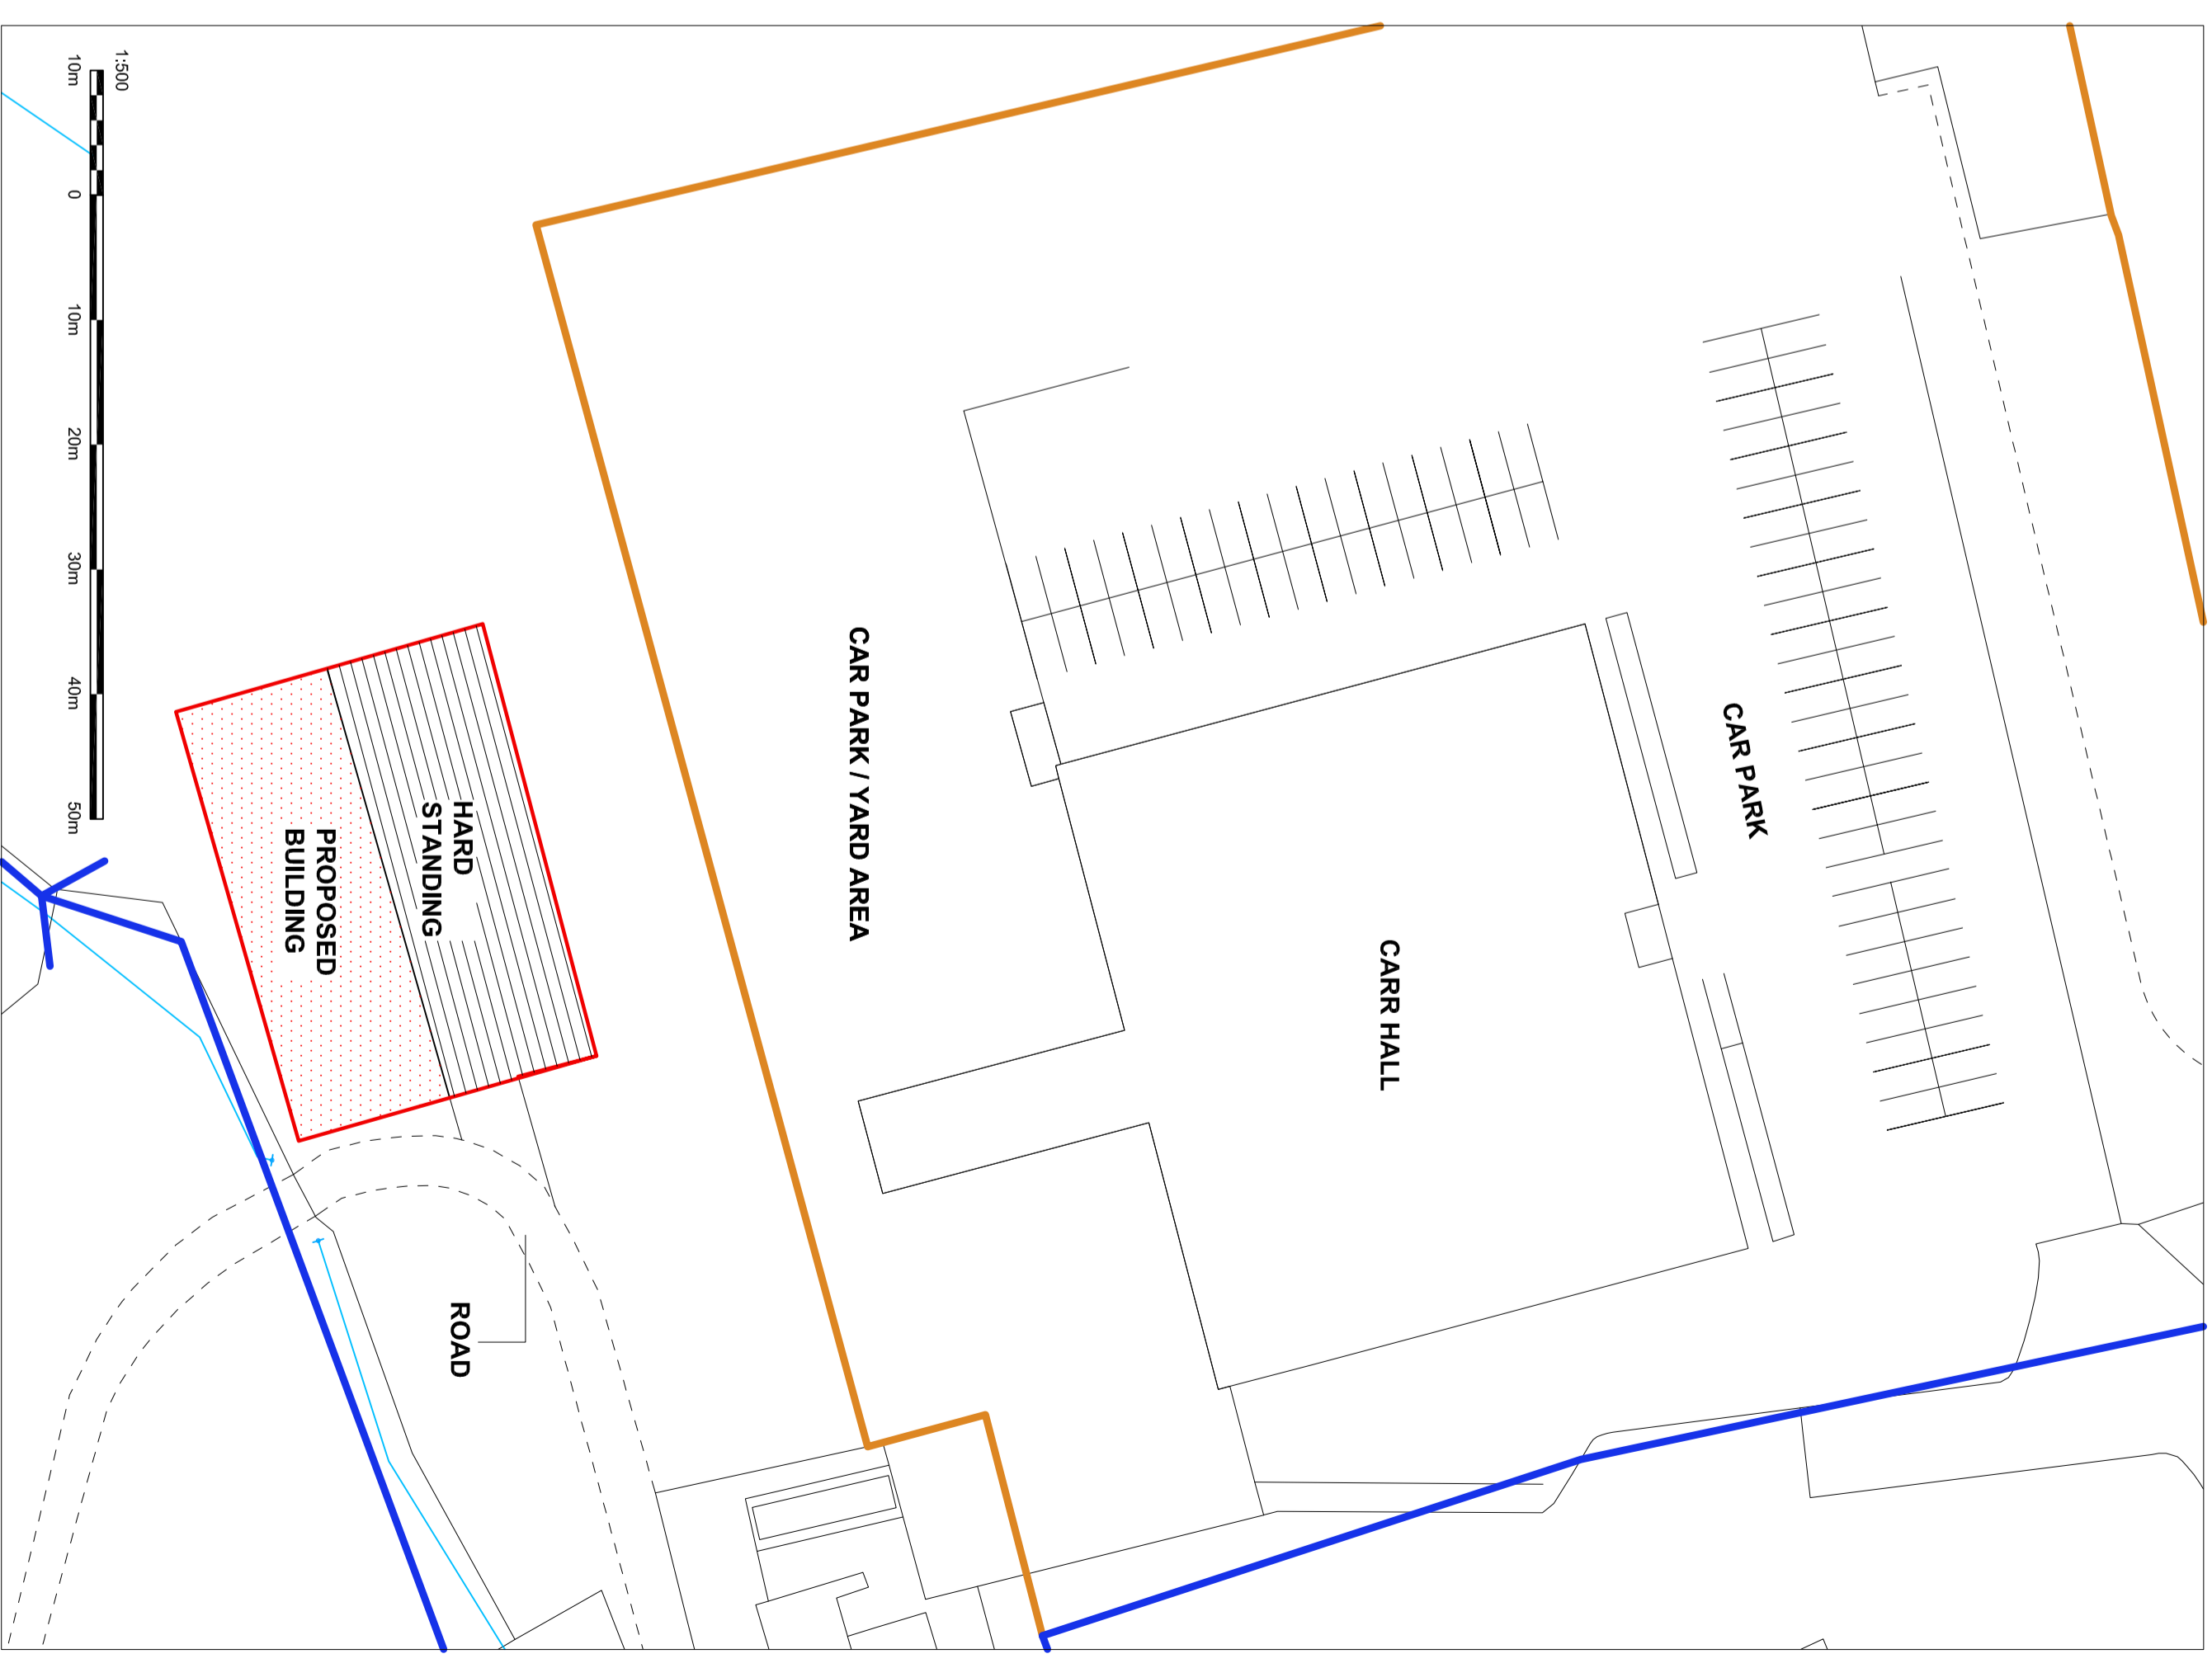 CAR PARK
CARR HALL
CAR PARK / YARD AREA
HARD
STANDING
PROPOSED
BUILDING
ROAD
1:500
10m 0 10m 20m 30m 40m 50m